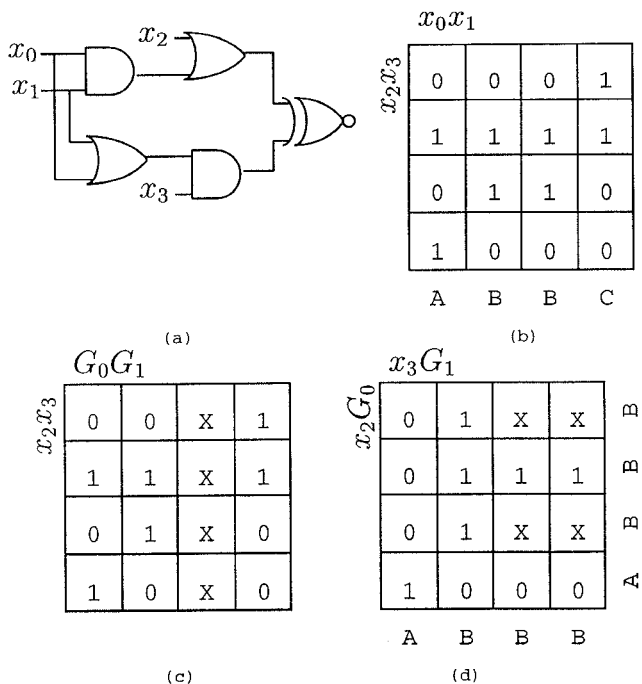 x₀x₁
x₀
x₂
x₁
x₃
x₂x₃
0 0 0 1
1 1 1 1
0 1 1 0
1 0 0 0
A B B C
(a)
(b)
G₀G₁
x₂x₃
0 0 X 1
1 1 X 1
0 1 X 0
1 0 X 0
(c)
x₃G₁
x₂G₀
0 1 X X B
0 1 1 1 B
0 1 X X B
1 0 0 0 A
A B B B
(d)